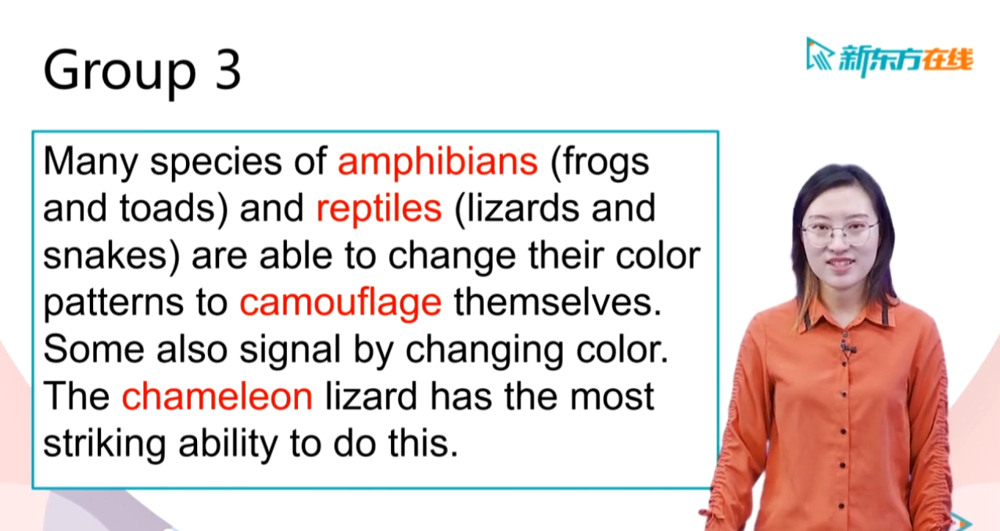 Group 3
新东方在线
Many species of amphibians (frogs
and toads) and reptiles (lizards and
snakes) are able to change their color
patterns to camouflage themselves.
Some also signal by changing color.
The chameleon lizard has the most
striking ability to do this.